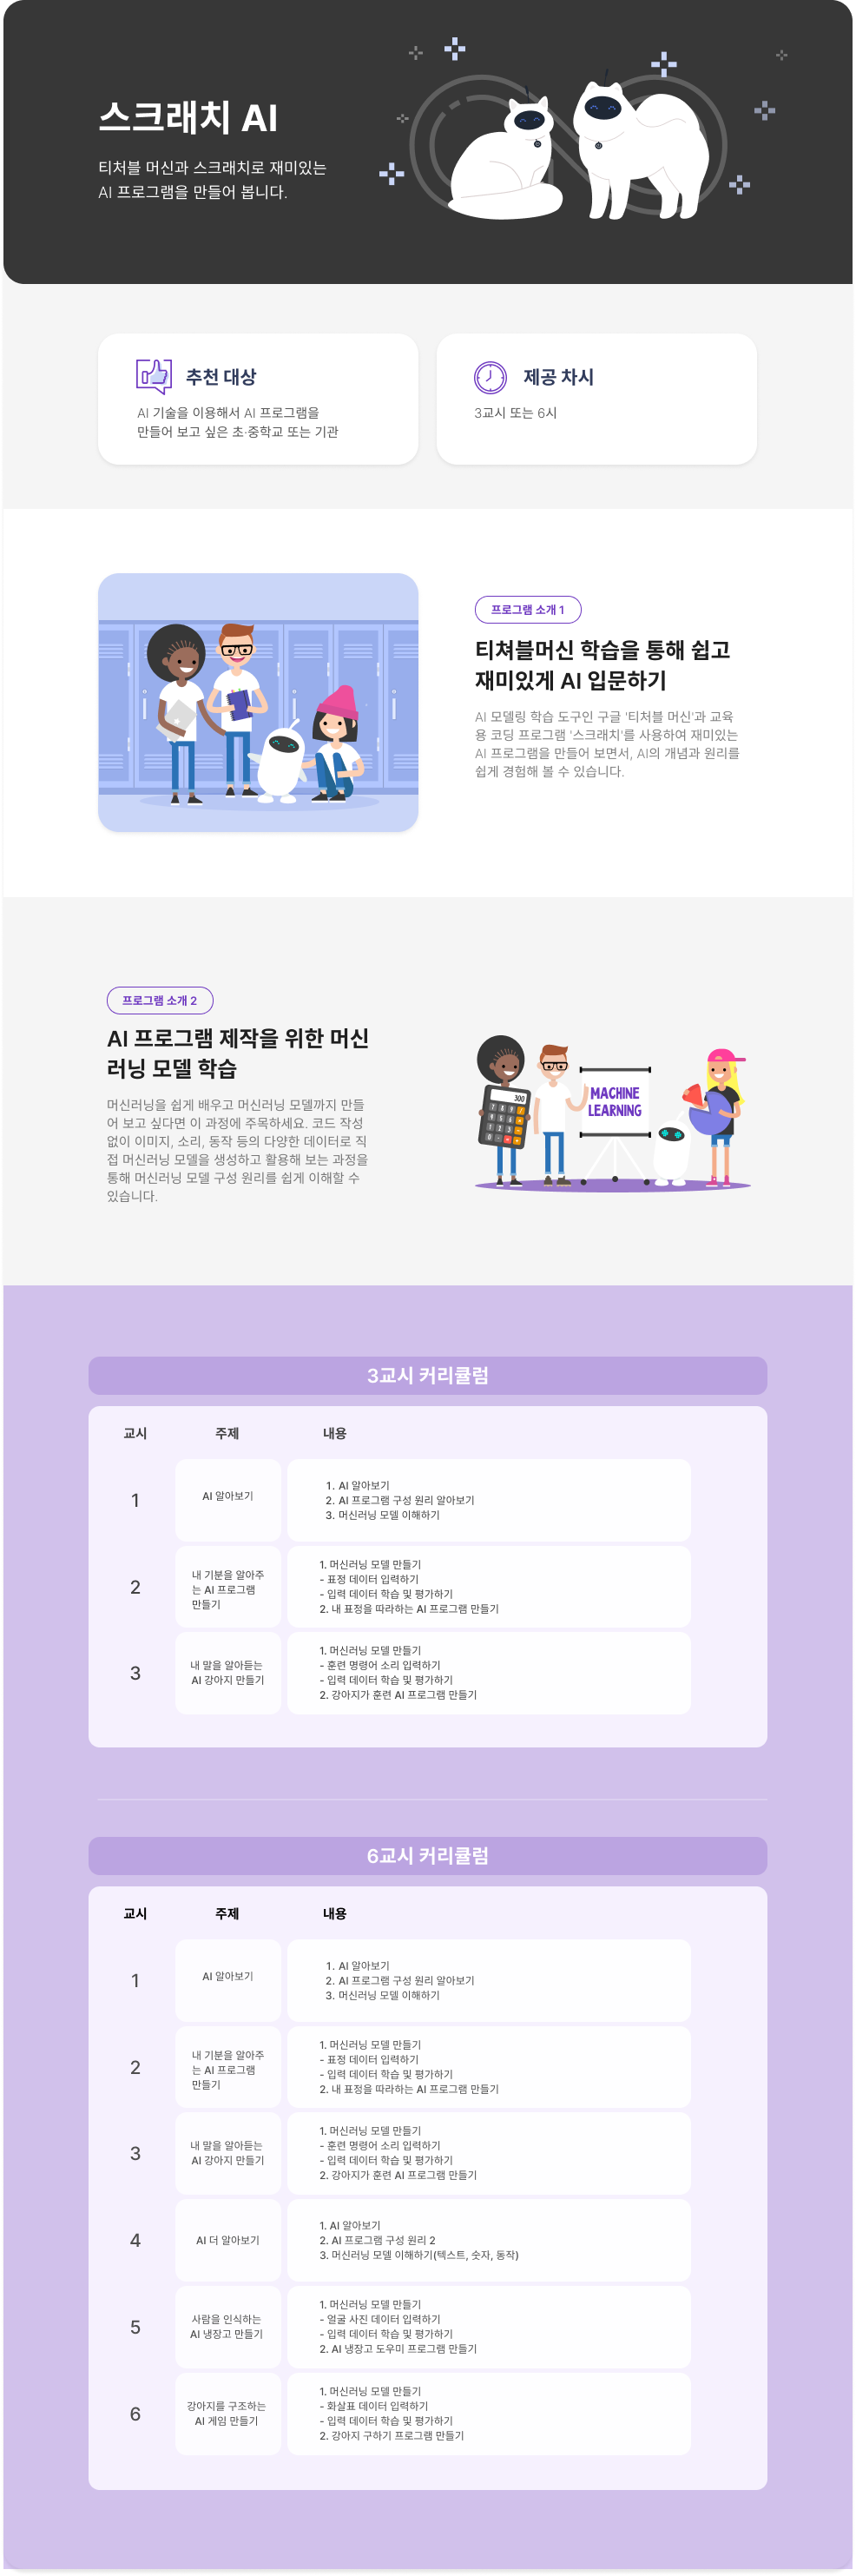 스크래치 AI
티처블 머신과 스크래치로 재미있는
AI 프로그램을 만들어 봅니다.
추천 대상
AI 기술을 이용해서 AI 프로그램을
만들어 보고 싶은 초·중학교 또는 기관
제공 차시
3교시 또는 6시
프로그램 소개 1
티쳐블머신 학습을 통해 쉽고
재미있게 AI 입문하기
AI 모델링 학습 도구인 구글 '티처블 머신'과 교육
용 코딩 프로그램 '스크래치'를 사용하여 재미있는
AI 프로그램을 만들어 보면서, AI의 개념과 원리를
쉽게 경험해 볼 수 있습니다.
프로그램 소개 2
AI 프로그램 제작을 위한 머신
러닝 모델 학습
머신러닝을 쉽게 배우고 머신러닝 모델까지 만들
어 보고 싶다면 이 과정에 주목하세요. 코드 작성
없이 이미지, 소리, 동작 등의 다양한 데이터로 직
접 머신러닝 모델을 생성하고 활용해 보는 과정을
통해 머신러닝 모델 구성 원리를 쉽게 이해할 수
있습니다.
300
MACHINE
LEARNING
3교시 커리큘럼
교시 주제 내용
1
AI 알아보기
1. AI 알아보기
2. AI 프로그램 구성 원리 알아보기
3. 머신러닝 모델 이해하기
2
내 기분을 알아주
는 AI 프로그램
만들기
1. 머신러닝 모델 만들기
- 표정 데이터 입력하기
- 입력 데이터 학습 및 평가하기
2. 내 표정을 따라하는 AI 프로그램 만들기
3
내 말을 알아듣는
AI 강아지 만들기
1. 머신러닝 모델 만들기
- 훈련 명령어 소리 입력하기
- 입력 데이터 학습 및 평가하기
2. 강아지가 훈련 AI 프로그램 만들기
6교시 커리큘럼
교시 주제 내용
1
AI 알아보기
1. AI 알아보기
2. AI 프로그램 구성 원리 알아보기
3. 머신러닝 모델 이해하기
2
내 기분을 알아주
는 AI 프로그램
만들기
1. 머신러닝 모델 만들기
- 표정 데이터 입력하기
- 입력 데이터 학습 및 평가하기
2. 내 표정을 따라하는 AI 프로그램 만들기
3
내 말을 알아듣는
AI 강아지 만들기
1. 머신러닝 모델 만들기
- 훈련 명령어 소리 입력하기
- 입력 데이터 학습 및 평가하기
2. 강아지가 훈련 AI 프로그램 만들기
4
AI 더 알아보기
1. AI 알아보기
2. AI 프로그램 구성 원리 2
3. 머신러닝 모델 이해하기(텍스트, 숫자, 동작)
5
사람을 인식하는
AI 냉장고 만들기
1. 머신러닝 모델 만들기
- 얼굴 사진 데이터 입력하기
- 입력 데이터 학습 및 평가하기
2. AI 냉장고 도우미 프로그램 만들기
6
강아지를 구조하는
AI 게임 만들기
1. 머신러닝 모델 만들기
- 화살표 데이터 입력하기
- 입력 데이터 학습 및 평가하기
2. 강아지 구하기 프로그램 만들기